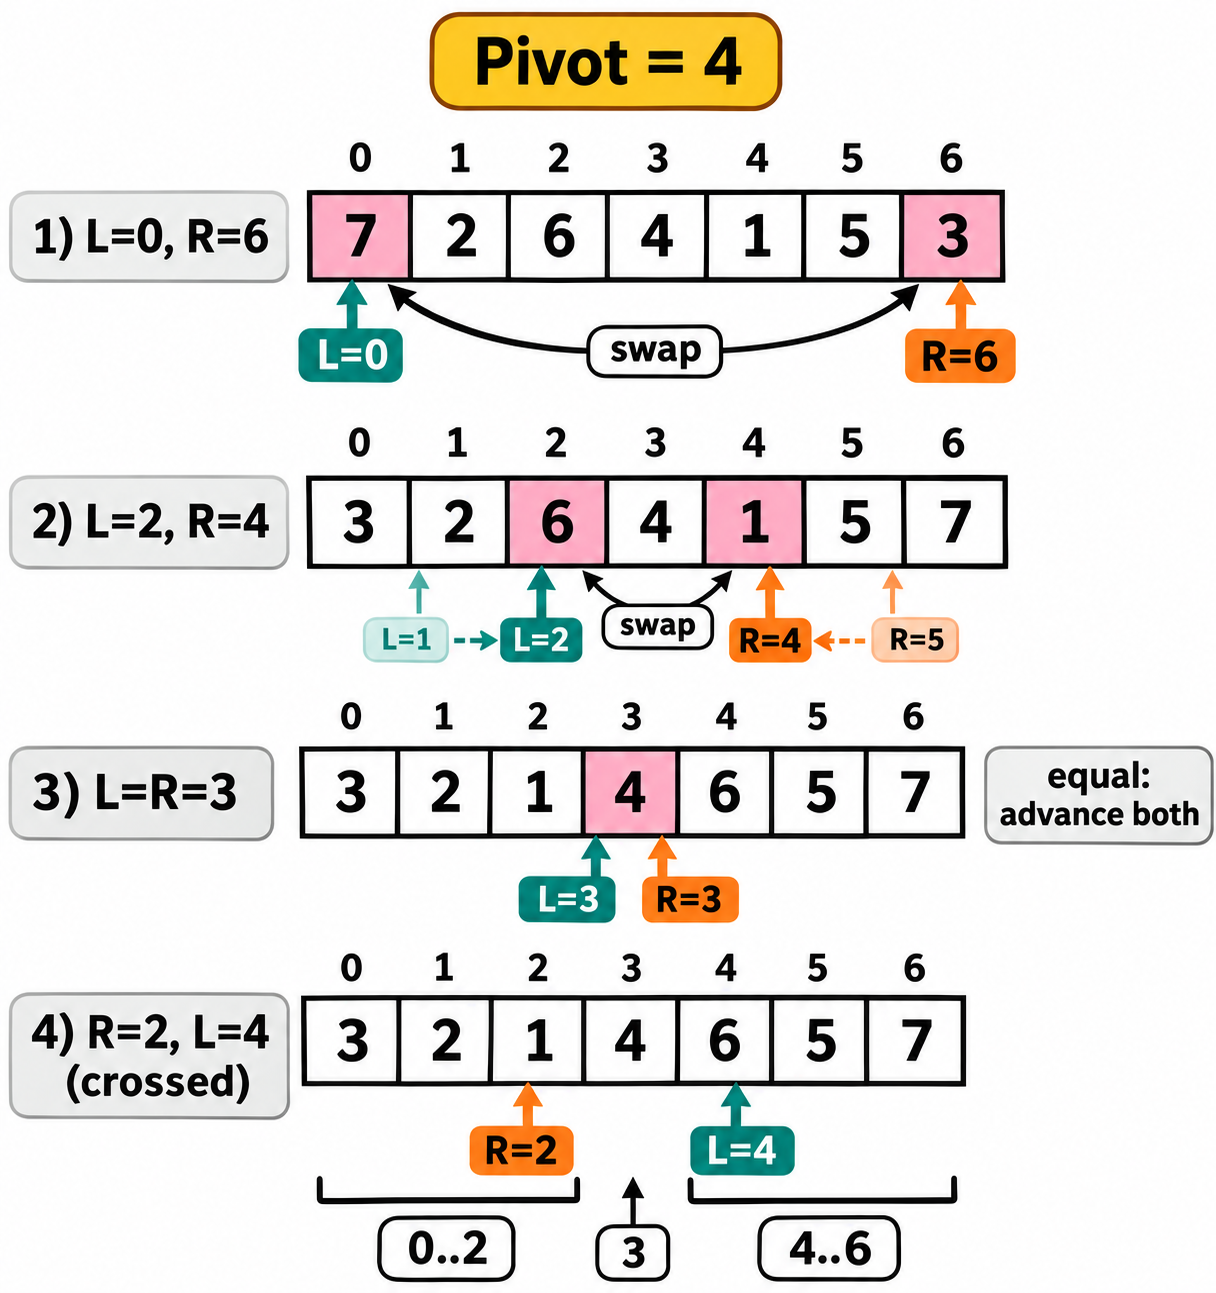 Pivot = 4
0 1 2 3 4 5 6
1) L=0, R=6
7 2 6 4 1 5 3
L=0
swap
R=6
0 1 2 3 4 5 6
2) L=2, R=4
3 2 6 4 1 5 7
L=1
L=2
swap
R=4
R=5
0 1 2 3 4 5 6
3) L=R=3
3 2 1 4 6 5 7
equal:
advance both
L=3
R=3
0 1 2 3 4 5 6
4) R=2, L=4
(crossed)
3 2 1 4 6 5 7
R=2
L=4
0..2
3
4..6